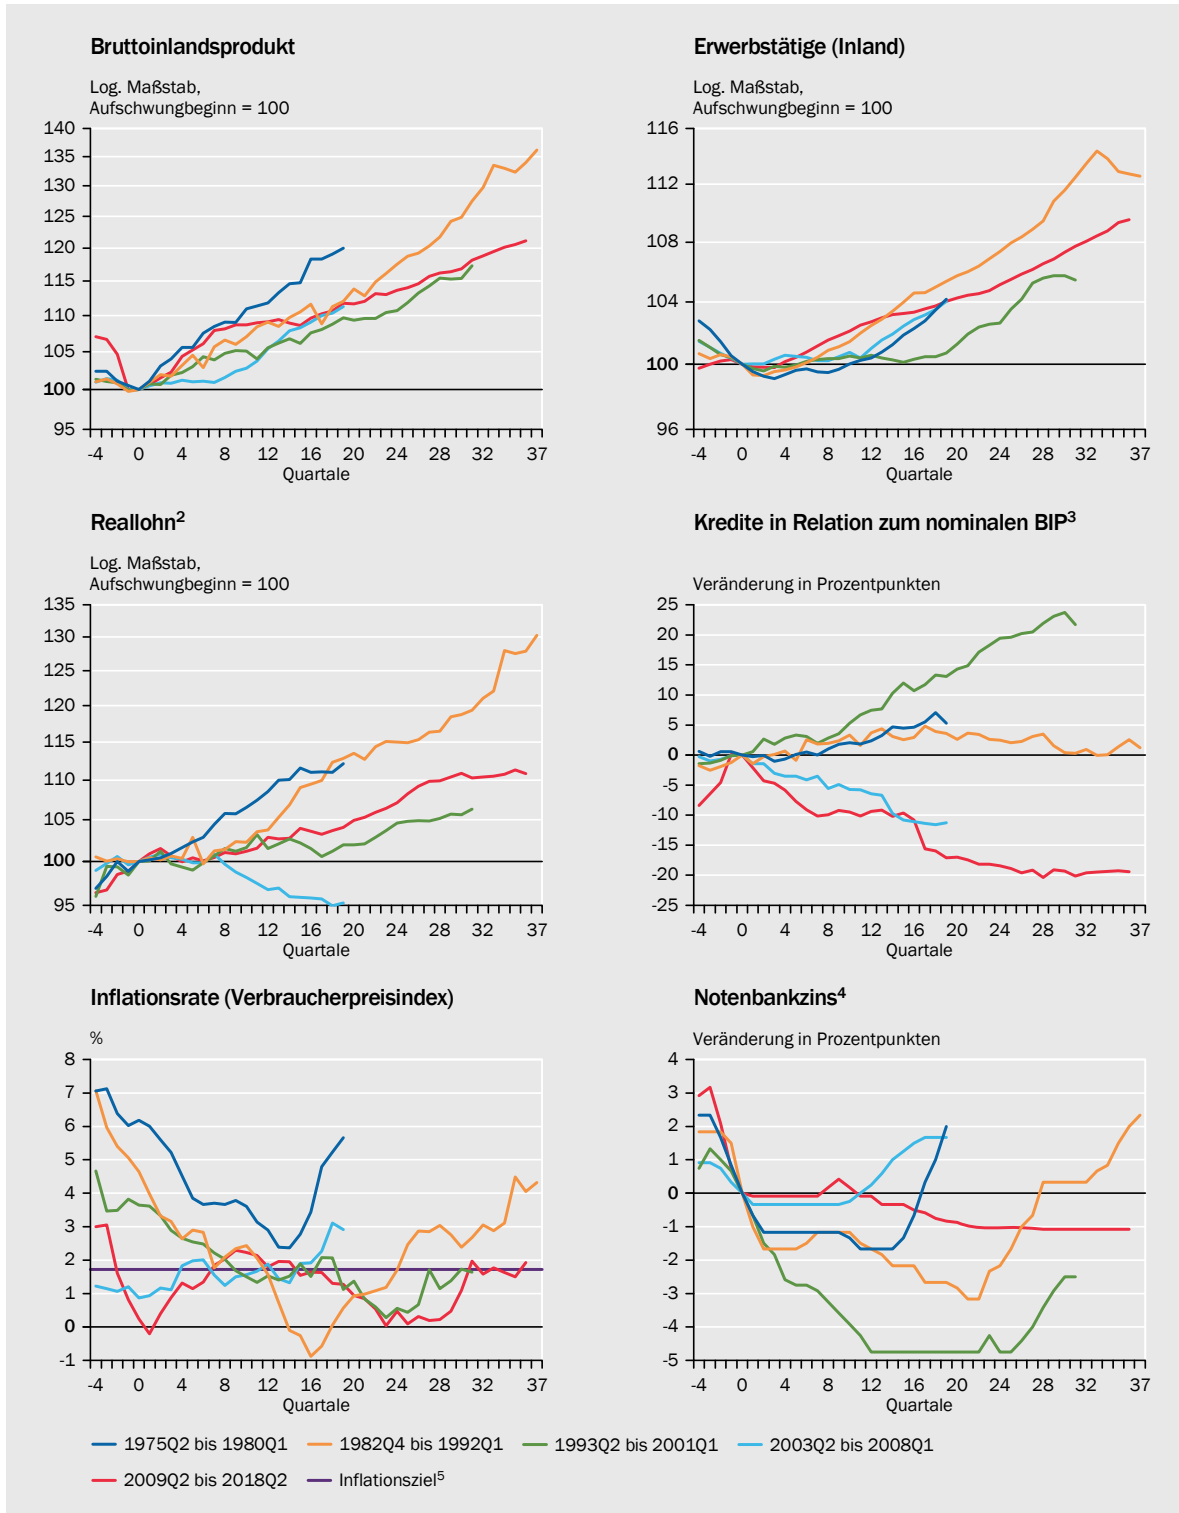 Bruttoinlandsprodukt
Log. Maßstab,
Aufschwungbeginn = 100
140
135
130
125
120
115
110
105
100
95
-4 0 4 8 12 16 20 24 28 32 37
Quartale
Erwerbstätige (Inland)
Log. Maßstab,
Aufschwungbeginn = 100
116
112
108
104
100
96
-4 0 4 8 12 16 20 24 28 32 37
Quartale
Reallohn²
Log. Maßstab,
Aufschwungbeginn = 100
135
130
125
120
115
110
105
100
95
-4 0 4 8 12 16 20 24 28 32 37
Quartale
Kredite in Relation zum nominalen BIP³
Veränderung in Prozentpunkten
25
20
15
10
5
0
-5
-10
-15
-20
-25
-4 0 4 8 12 16 20 24 28 32 37
Quartale
Inflationsrate (Verbraucherpreisindex)
%
8
7
6
5
4
3
2
1
0
-1
-4 0 4 8 12 16 20 24 28 32 37
Quartale
Notenbankzins⁴
Veränderung in Prozentpunkten
4
3
2
1
0
-1
-2
-3
-4
-5
-4 0 4 8 12 16 20 24 28 32 37
Quartale
1975Q2 bis 1980Q1 1982Q4 bis 1992Q1 1993Q2 bis 2001Q1 2003Q2 bis 2008Q1
2009Q2 bis 2018Q2 Inflationsziel⁵